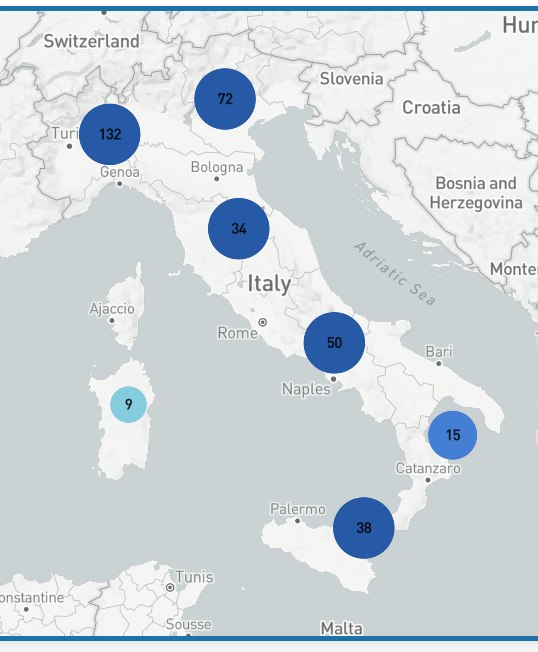 Hun
Switzerland
Slovenia
72
Croatia
132
Turi
Genoa
Bologna
Bosnia and
Herzegovina
34
Adriatic Sea
Monte
Italy
Ajaccio
Rome
50
Bari
Naples
9
15
Catanzaro
Palermo
38
Tunis
onstantine
Sousse
Malta